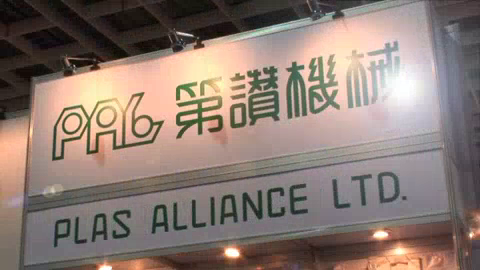 PAL 第讚機械
PLAS ALLIANCE LTD.